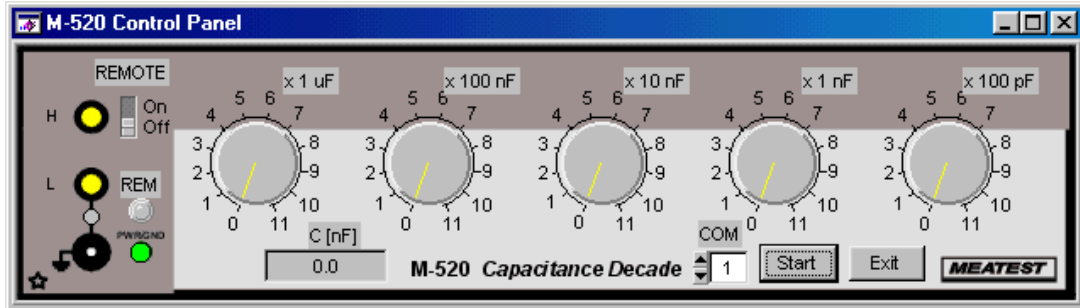 M-520 Control Panel
REMOTE
On
Off
H
L
REM
PWR/GND
x 1 uF
0 1 2 3 4 5 6 7 8 9 10 11
x 100 nF
0 1 2 3 4 5 6 7 8 9 10 11
x 10 nF
0 1 2 3 4 5 6 7 8 9 10 11
x 1 nF
0 1 2 3 4 5 6 7 8 9 10 11
x 100 pF
0 1 2 3 4 5 6 7 8 9 10 11
C [nF]
0.0
M-520 Capacitance Decade
COM
1
Start
Exit
MEATEST